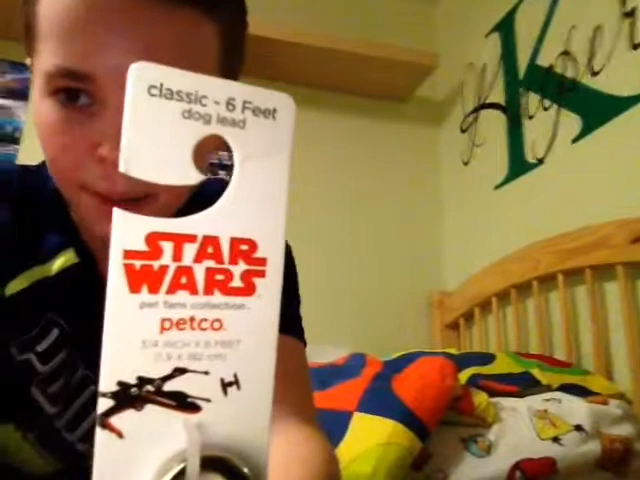 classic - 6 Feet
dog lead
STAR
WARS
pet fans collection
petco
3/4 INCH X 6 FEET
(1.9 X 182 cm)
K